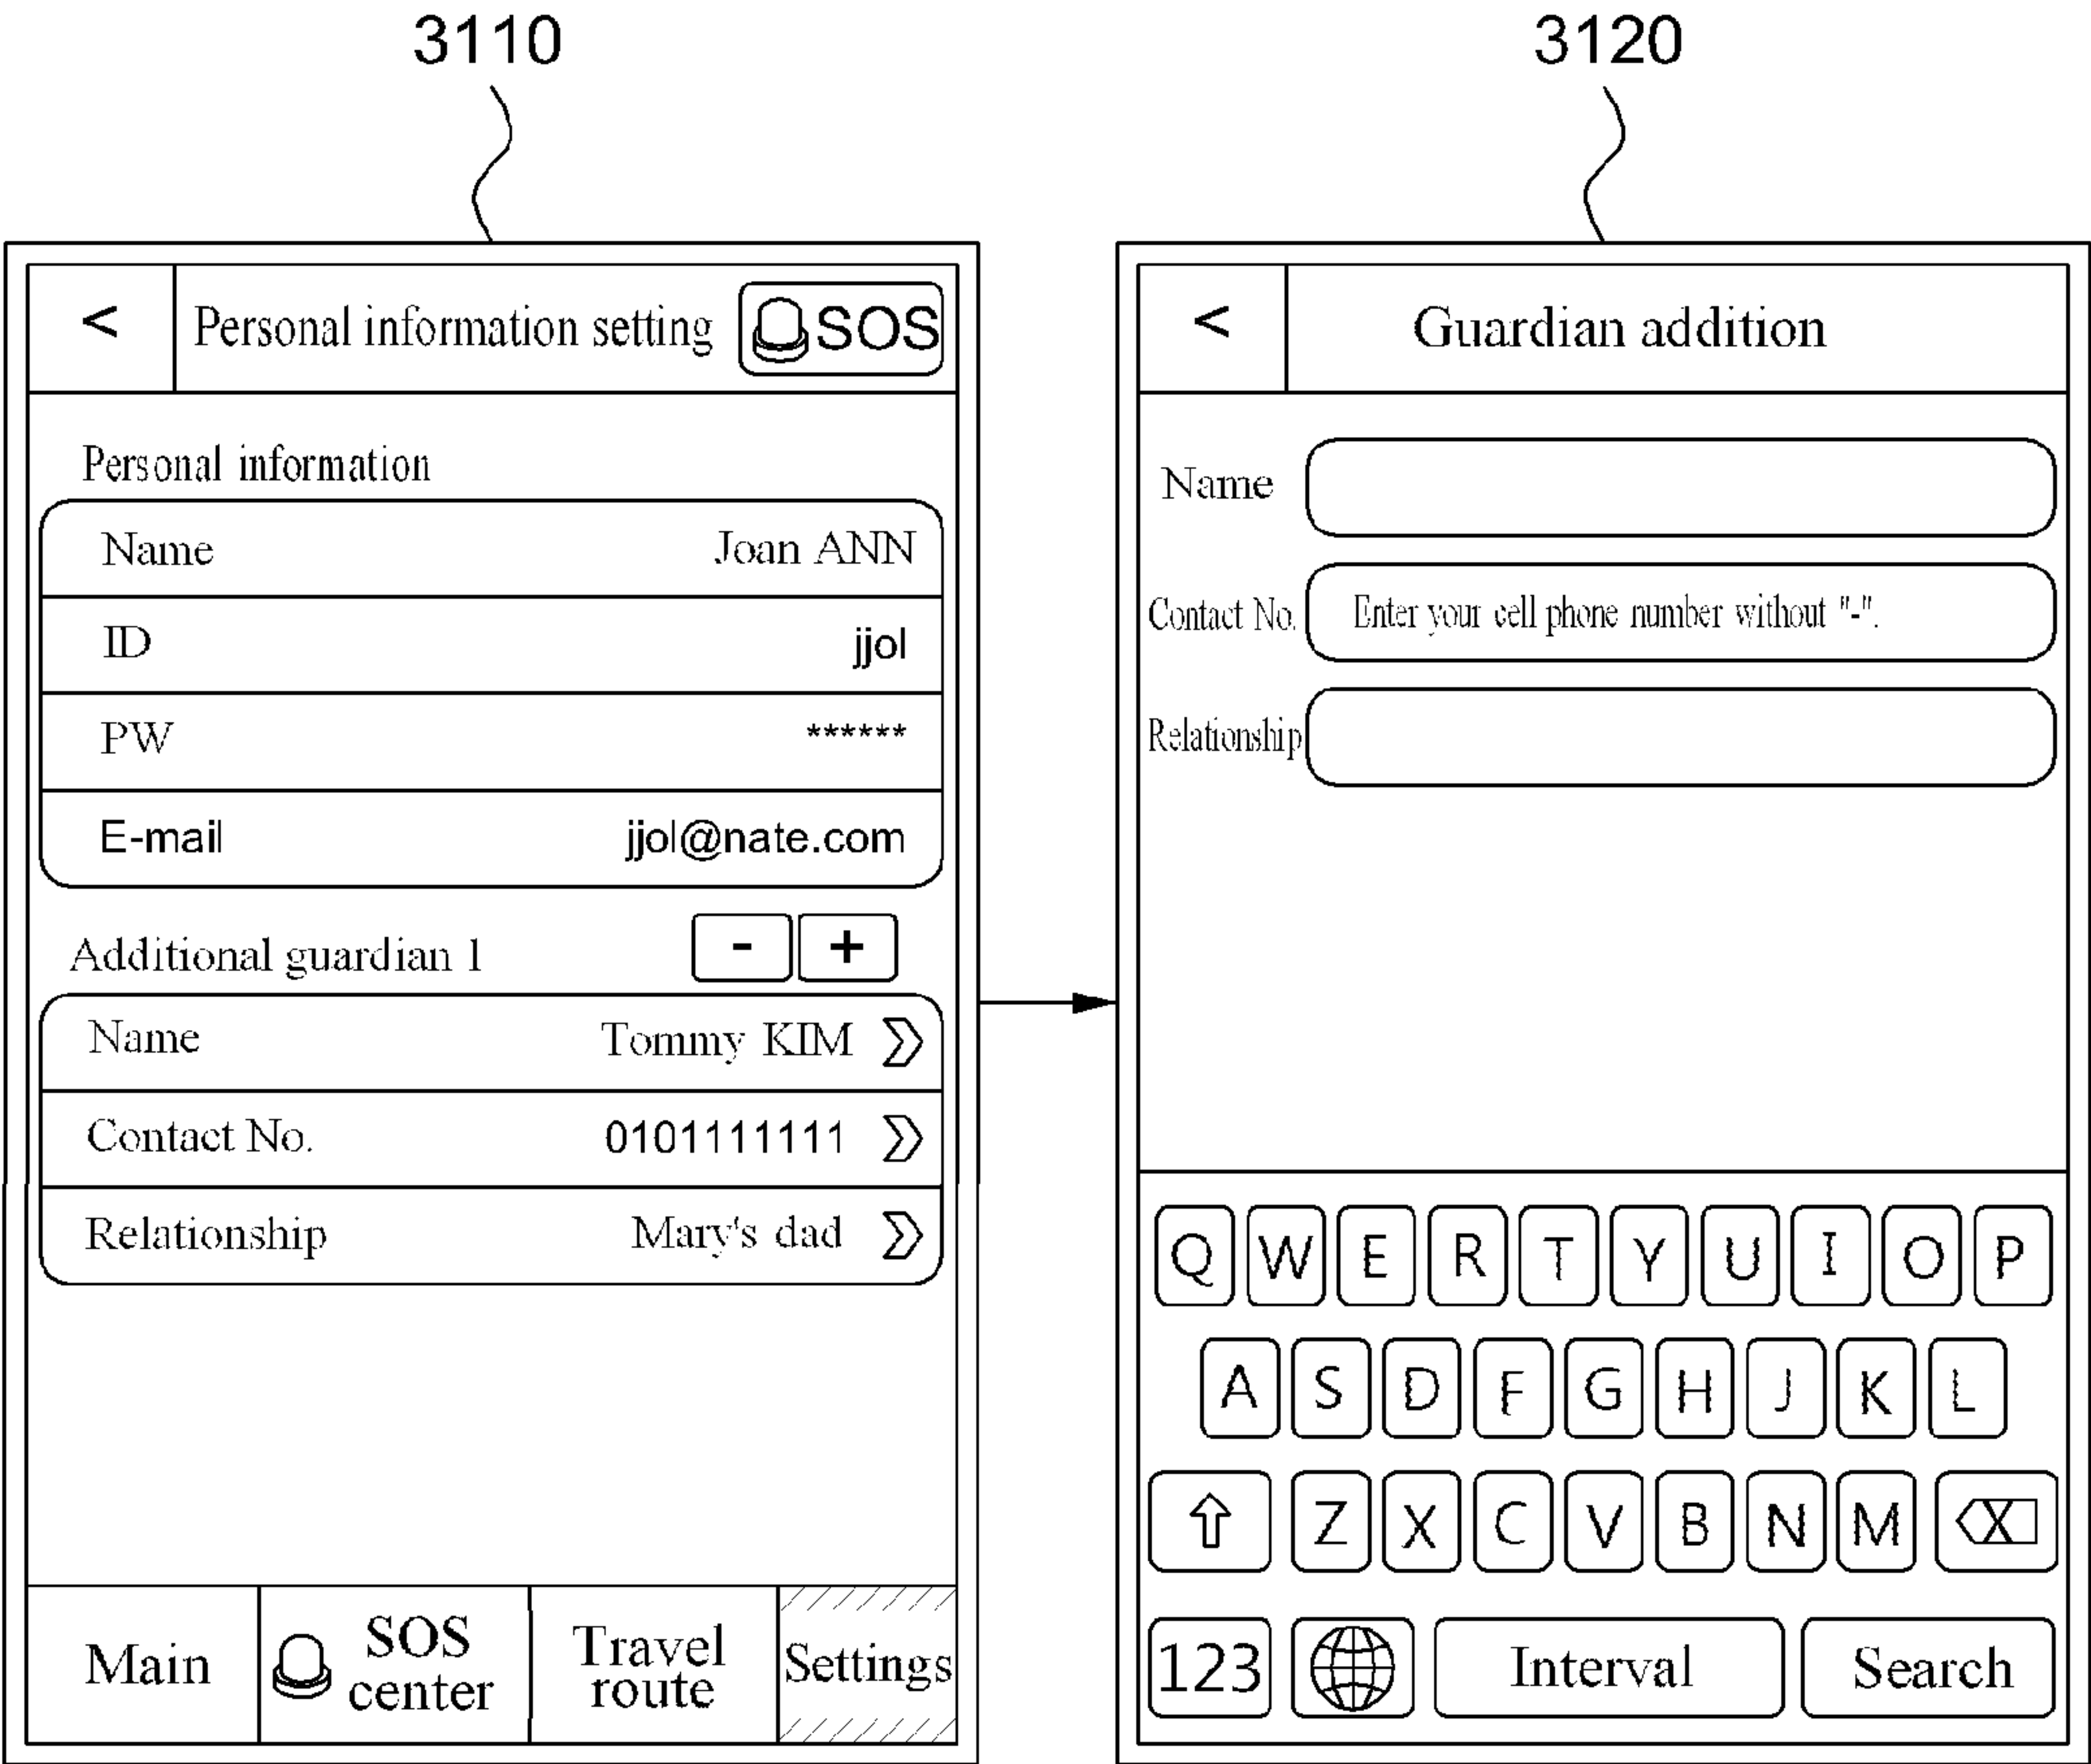 3110
3120
< Personal information setting SOS
Personal information
Name Joan ANN
ID jjol
PW ******
E-mail jjol@nate.com
Additional guardian 1 - +
Name Tommy KIM
Contact No. 0101111111
Relationship Mary's dad
Main
SOS
center
Travel
route
Settings
< Guardian addition
Name
Contact No. Enter your cell phone number without "-".
Relationship
Q W E R T Y U I O P
A S D F G H J K L
Z X C V B N M X
123 Interval Search